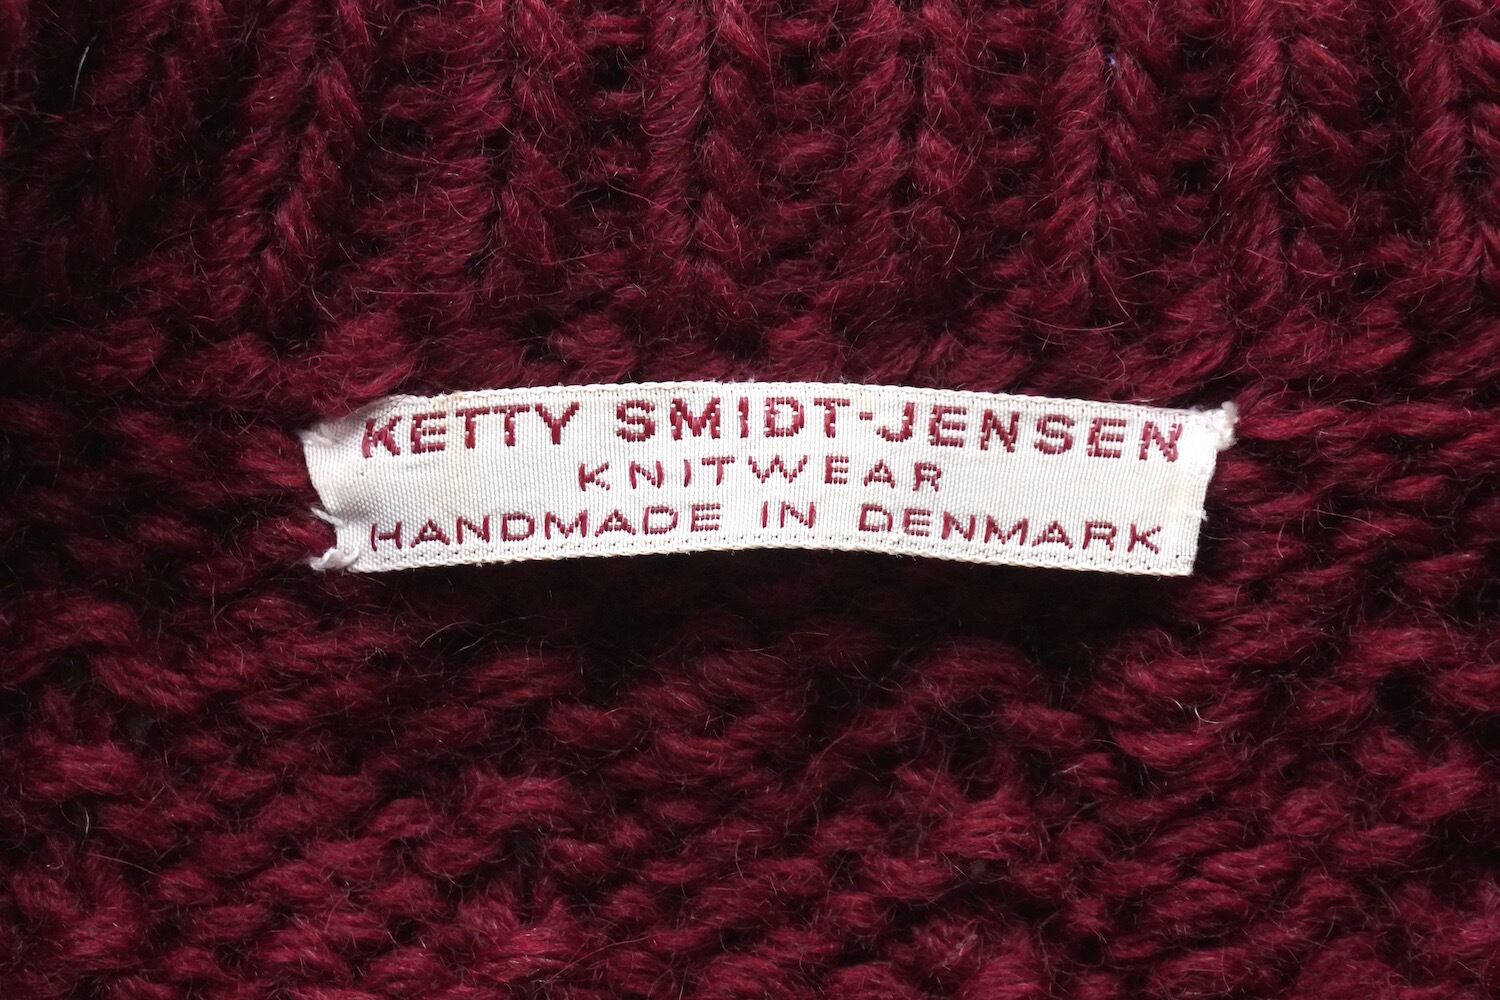 KETTY SMIDT-JENSEN
KNITWEAR
HANDMADE IN DENMARK